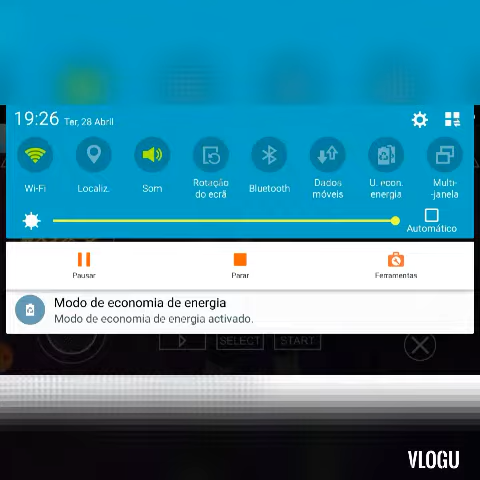 19:26 Ter, 28 Abril
Wi-Fi
Localiz.
Som
Rotação
do ecrã
Bluetooth
Dados
móveis
U. econ.
energia
Multi-
-janela
Automático
Pausar
Parar
Ferramentas
Modo de economia de energia
Modo de economia de energia activado.
SELECT
START
VLOGU